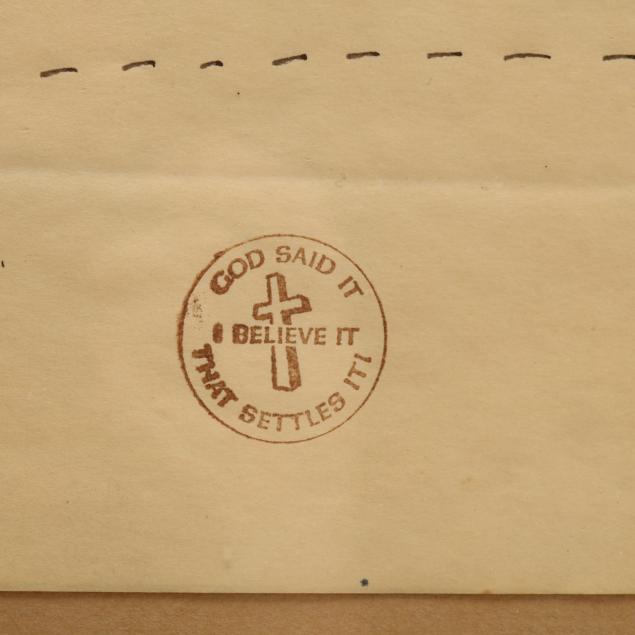 GOD SAID IT
I BELIEVE IT
THAT SETTLES IT!